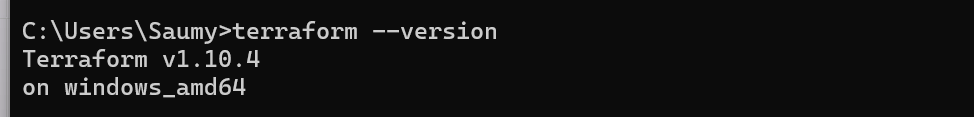 C:\Users\Saumy>terraform --version
Terraform v1.10.4
on windows_amd64